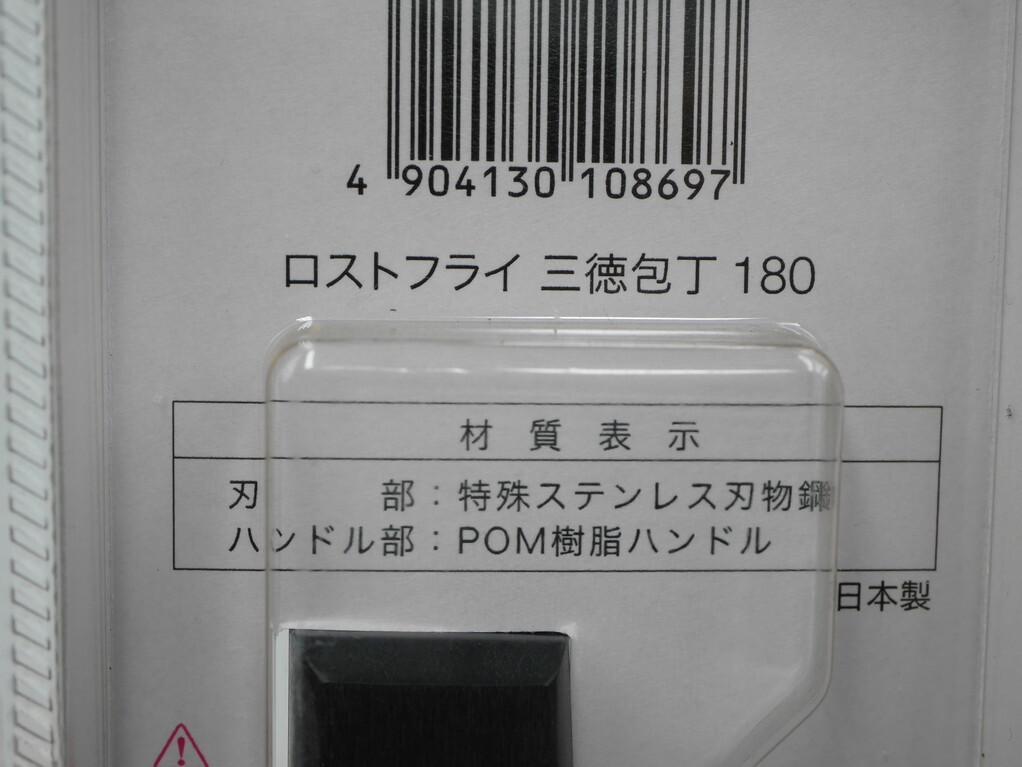 4 904130 108697
ロストフライ 三徳包丁 180
材質表示
刃 部：特殊ステンレス刃物鋼
ハンドル部：POM樹脂ハンドル
日本製